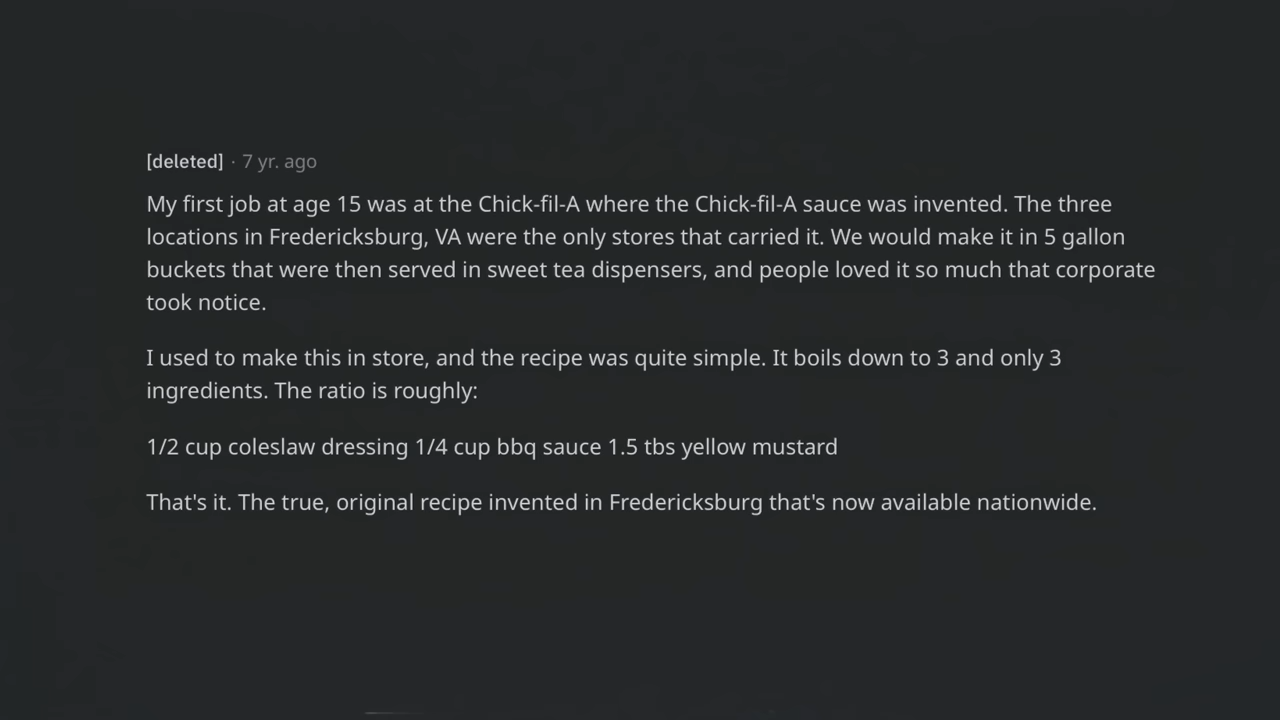 [deleted] · 7 yr. ago
My first job at age 15 was at the Chick-fil-A where the Chick-fil-A sauce was invented. The three
locations in Fredericksburg, VA were the only stores that carried it. We would make it in 5 gallon
buckets that were then served in sweet tea dispensers, and people loved it so much that corporate
took notice.
I used to make this in store, and the recipe was quite simple. It boils down to 3 and only 3
ingredients. The ratio is roughly:
1/2 cup coleslaw dressing 1/4 cup bbq sauce 1.5 tbs yellow mustard
That's it. The true, original recipe invented in Fredericksburg that's now available nationwide.